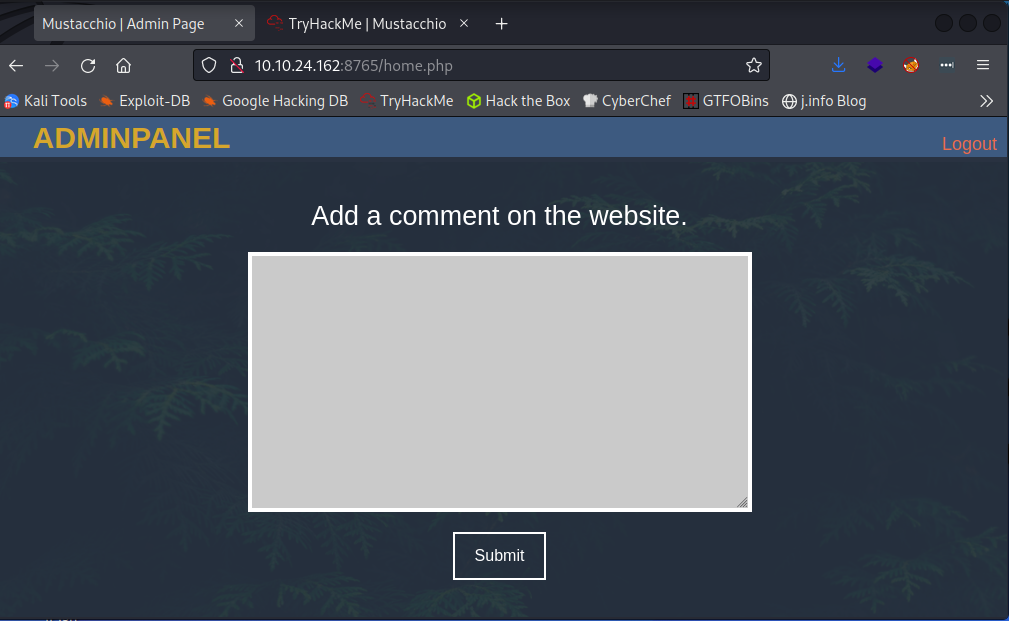 Mustacchio | Admin Page
TryHackMe | Mustacchio
10.10.24.162:8765/home.php
Kali Tools Exploit-DB Google Hacking DB TryHackMe Hack the Box CyberChef GTFOBins j.info Blog
ADMINPANEL
Logout
Add a comment on the website.
Submit